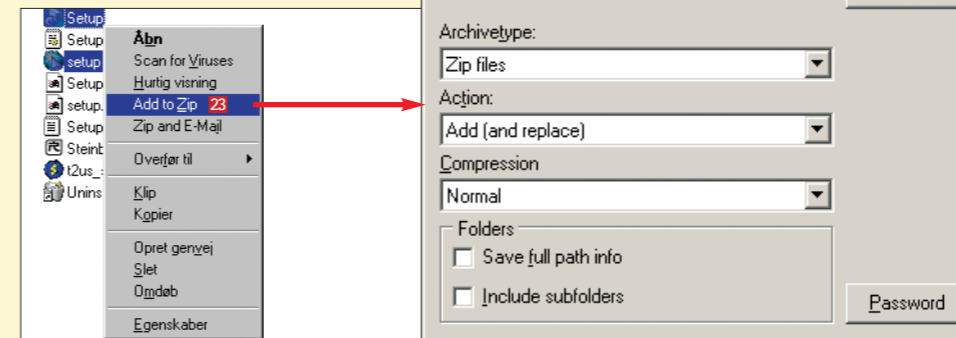 Setup
Setup
setup
Setup
setup.
Setup
Steinb
t2us_
Unins
Åbn
Scan for Viruses
Hurtig visning
Add to Zip 23
Zip and E-Mail
Overfør til
Klip
Kopier
Opret genvej
Slet
Omdøb
Egenskaber
Archivetype:
Zip files
Action:
Add (and replace)
Compression
Normal
Folders
Save full path info
Include subfolders
Password